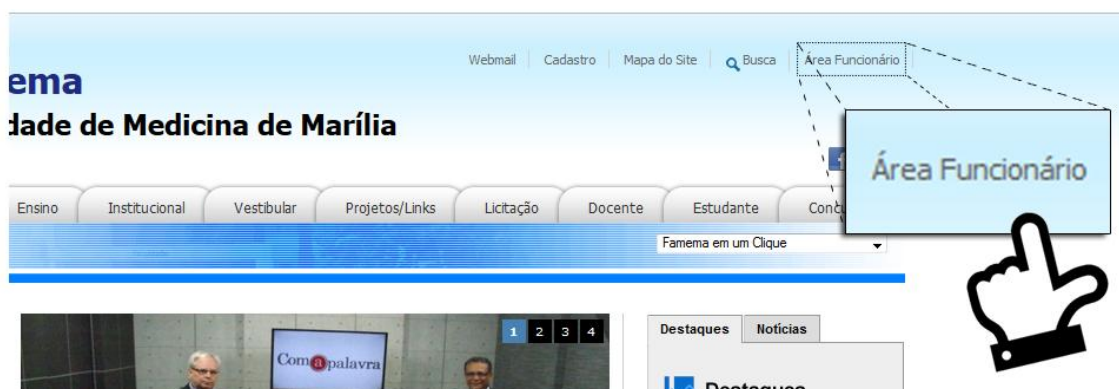 Webmail Cadastro Mapa do Site Busca Área Funcionário
ema
dade de Medicina de Marília
Área Funcionário
Ensino Institucional Vestibular Projetos/Links Licitação Docente Estudante
Famema em um Clique
1 2 3 4
Destaques Notícias
Com a palavra
Destaques